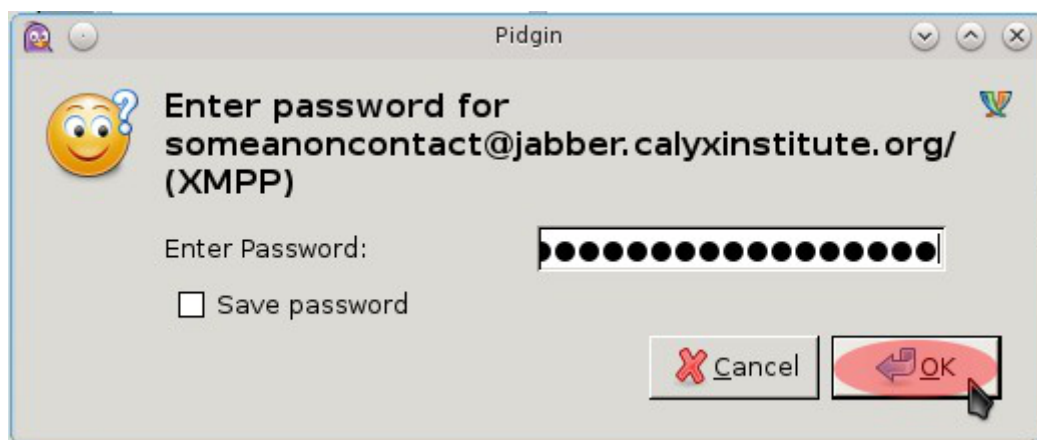 Pidgin
Enter password for
someanoncontact@jabber.calyxinstitute.org/
(XMPP)
Enter Password:
Save password
Cancel
OK